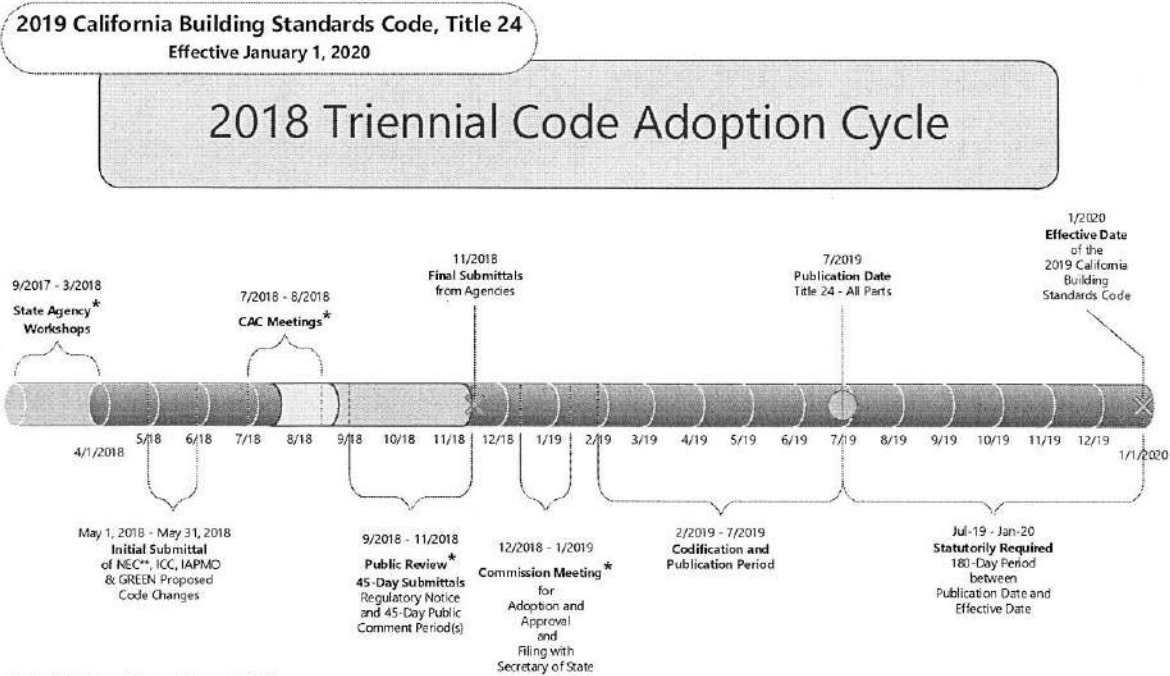 2019 California Building Standards Code, Title 24
Effective January 1, 2020
2018 Triennial Code Adoption Cycle
9/2017 - 3/2018
State Agency*
Workshops
7/2018 - 8/2018
CAC Meetings*
11/2018
Final Submittals
from Agencies
7/2019
Publication Date
Title 24 - All Parts
1/2020
Effective Date
of the
2019 California
Building
Standards Code
4/1/2018
5/18
6/18
7/18
8/18
9/18
10/18
11/18
12/18
1/19
2/19
3/19
4/19
5/19
6/19
7/19
8/19
9/19
10/19
11/19
12/19
1/1/2020
May 1, 2018 - May 31, 2018
Initial Submittal
of NEC**, ICC, IAPMO
& GREEN Proposed
Code Changes
9/2018 - 11/2018
Public Review*
45-Day Submittals
Regulatory Notice
and 45-Day Public
Comment Period(s)
12/2018 - 1/2019
Commission Meeting*
for
Adoption and
Approval
and
Filing with
Secretary of State
2/2019 - 7/2019
Codification and
Publication Period
Jul-19 - Jan-20
Statutorily Required
180-Day Period
between
Publication Date and
Effective Date